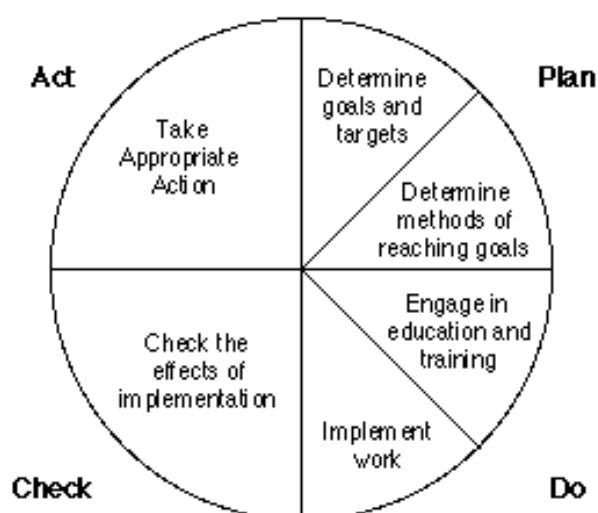 Act
Plan
Determine
goals and
targets
Take
Appropriate
Action
Determine
methods of
reaching goals
Engage in
education and
training
Check the
effects of
implementation
Implement
work
Check
Do